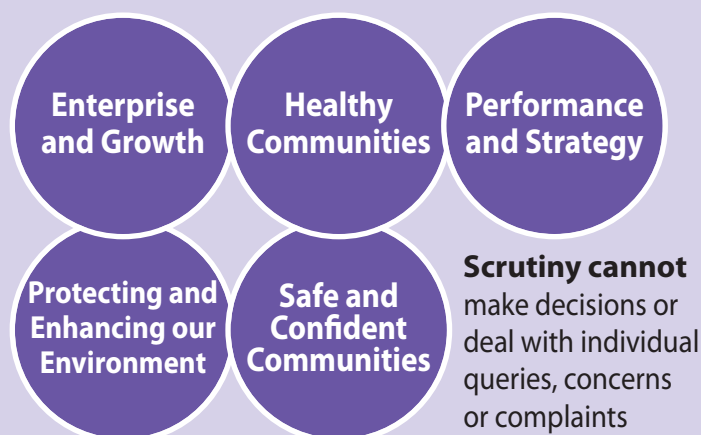 Enterprise
and Growth
Healthy
Communities
Performance
and Strategy
Protecting and
Enhancing our
Environment
Safe and
Confident
Communities
Scrutiny cannot
make decisions or
deal with individual
queries, concerns
or complaints